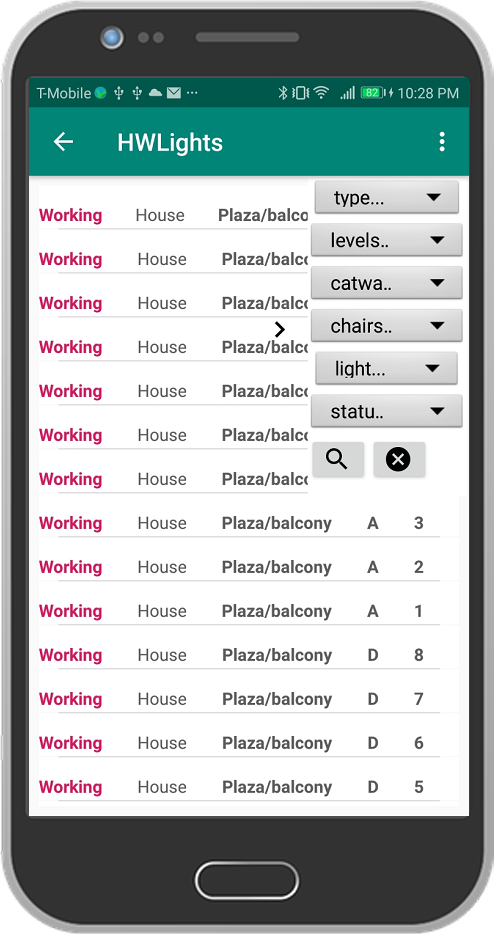 T-Mobile ... 82 10:28 PM
HWLights
type...
Working House Plaza/balco
levels..
Working House Plaza/balco
catwa..
Working House Plaza/balco
chairs..
Working House Plaza/balco
light...
Working House Plaza/balco
statu..
Working House Plaza/balco
Working House Plaza/balco
Working House Plaza/balcony A 3
Working House Plaza/balcony A 2
Working House Plaza/balcony A 1
Working House Plaza/balcony D 8
Working House Plaza/balcony D 7
Working House Plaza/balcony D 6
Working House Plaza/balcony D 5